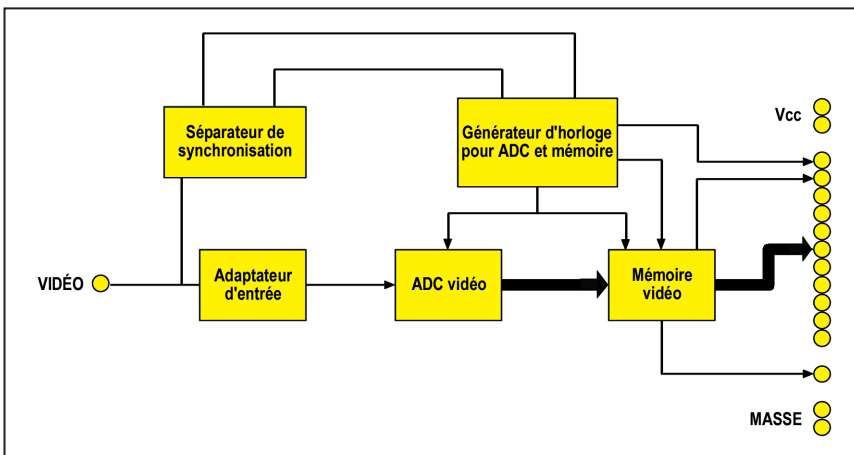 Vcc
Séparateur de
synchronisation
Générateur d'horloge
pour ADC et mémoire
VIDÉO
Adaptateur
d'entrée
ADC vidéo
Mémoire
vidéo
MASSE